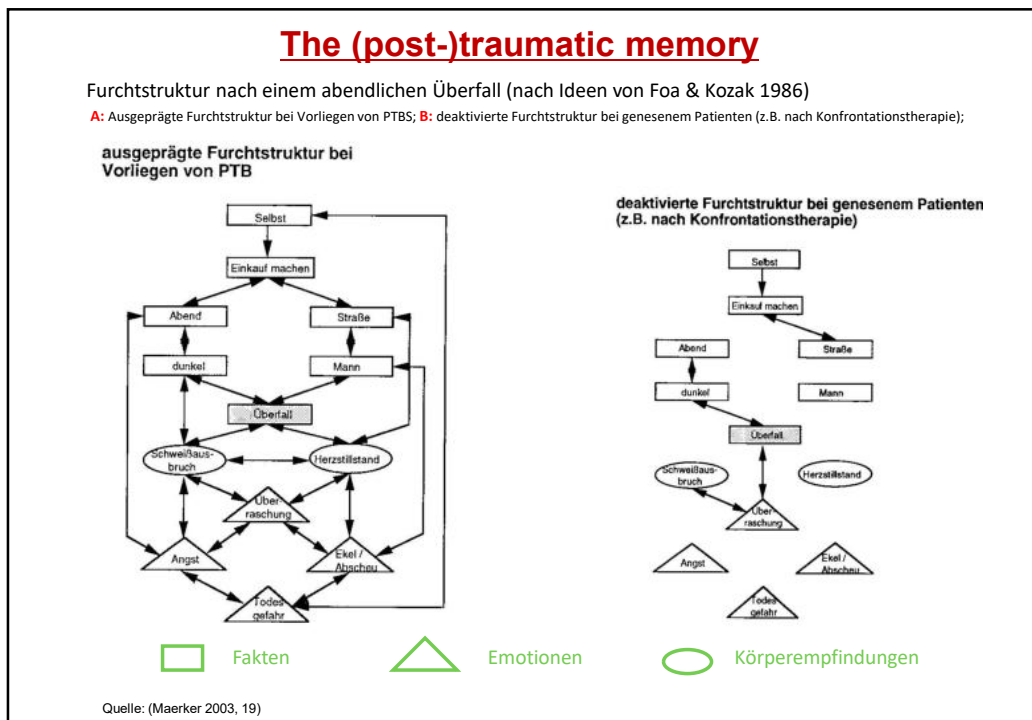 The (post-)traumatic memory
Furchtstruktur nach einem abendlichen Überfall (nach Ideen von Foa & Kozak 1986)
A: Ausgeprägte Furchtstruktur bei Vorliegen von PTBS; B: deaktivierte Furchtstruktur bei genesenem Patienten (z.B. nach Konfrontationstherapie);
ausgeprägte Furchtstruktur bei
Vorliegen von PTB
Selbst
Einkauf machen
Abend
Straße
dunkel
Mann
Überfall
Schweißaus-
bruch
Herzstillstand
Über-
raschung
Angst
Ekel /
Abscheu
Todes
gefahr
deaktivierte Furchtstruktur bei genesenem Patienten
(z.B. nach Konfrontationstherapie)
Selbst
Einkauf machen
Abend
Straße
dunkel
Mann
Überfall
Schweißaus-
bruch
Herzstillstand
Über-
raschung
Angst
Ekel /
Abscheu
Todes
gefahr
Fakten
Emotionen
Körperempfindungen
Quelle: (Maerker 2003, 19)